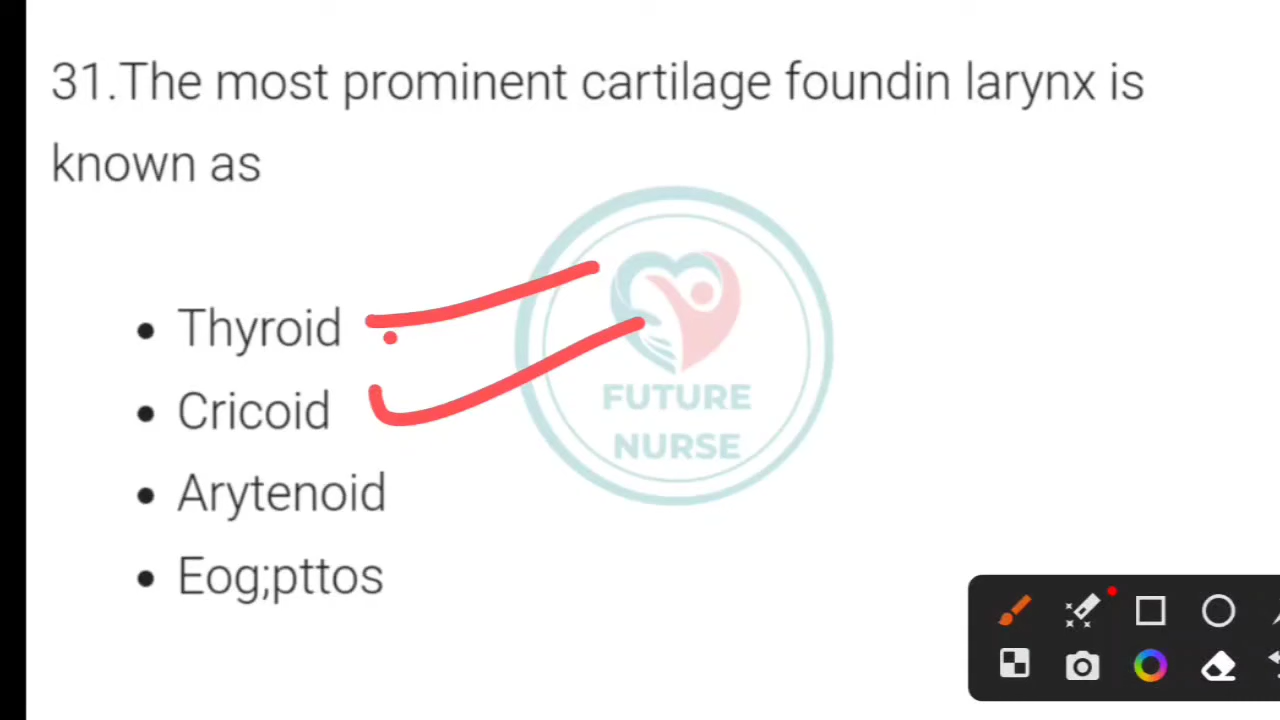 31.The most prominent cartilage foundin larynx is
known as
• Thyroid
• Cricoid
• Arytenoid
• Eog;pttos
FUTURE
NURSE